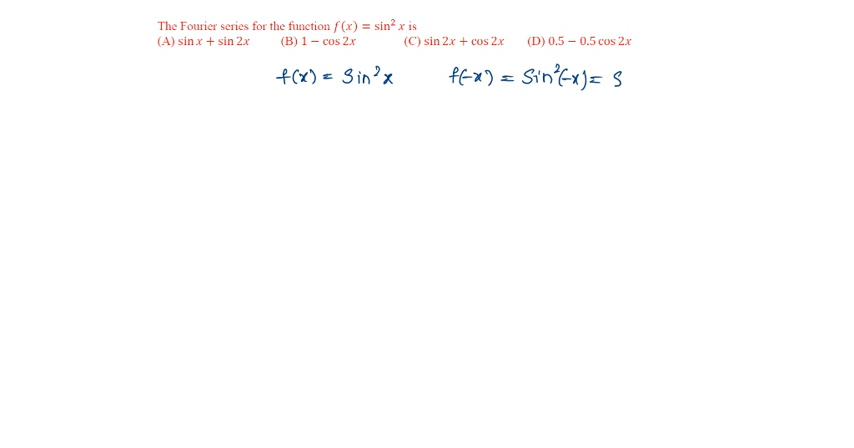 The Fourier series for the function f(x) = sin² x is
(A) sin x + sin 2x (B) 1 − cos 2x (C) sin 2x + cos 2x (D) 0.5 − 0.5 cos 2x
f(x) = Sin²x f(-x) = Sin²(-x) = S